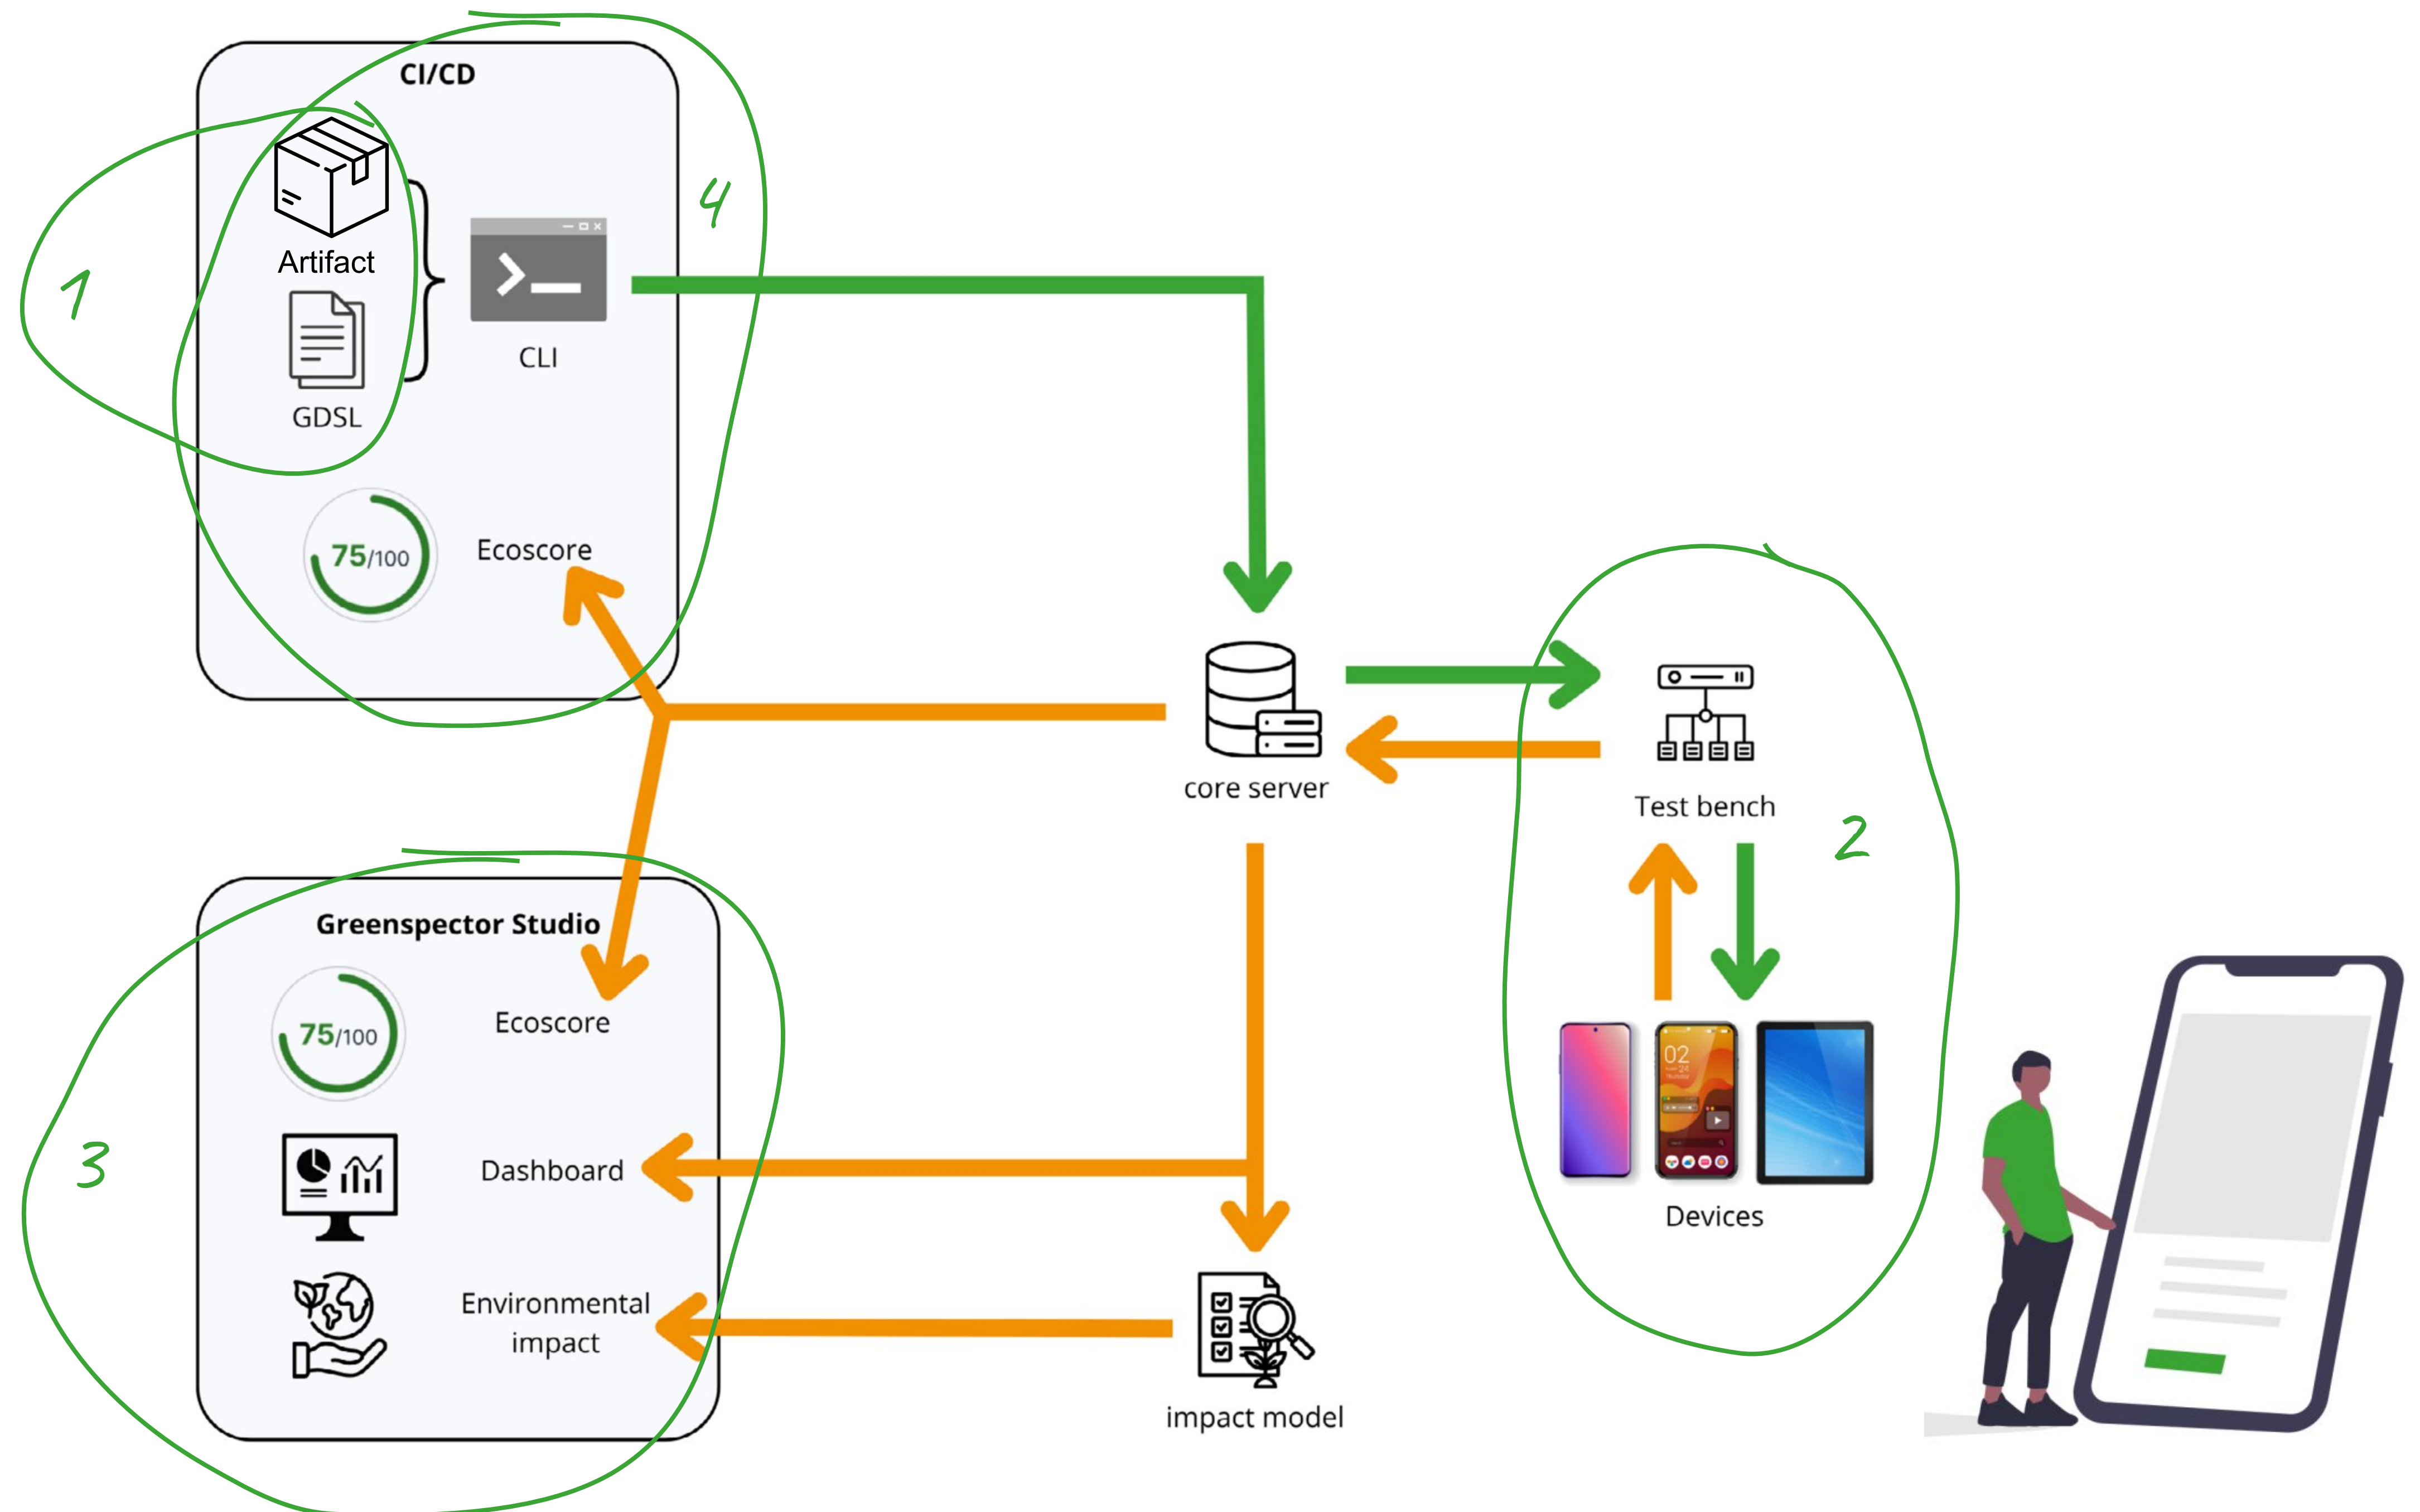 CI/CD
Artifact
1
4
CLI
GDSL
75/100
Ecoscore
core server
Test bench
2
Greenspector Studio
75/100
Ecoscore
02
3
Dashboard
Devices
Environmental
impact
impact model